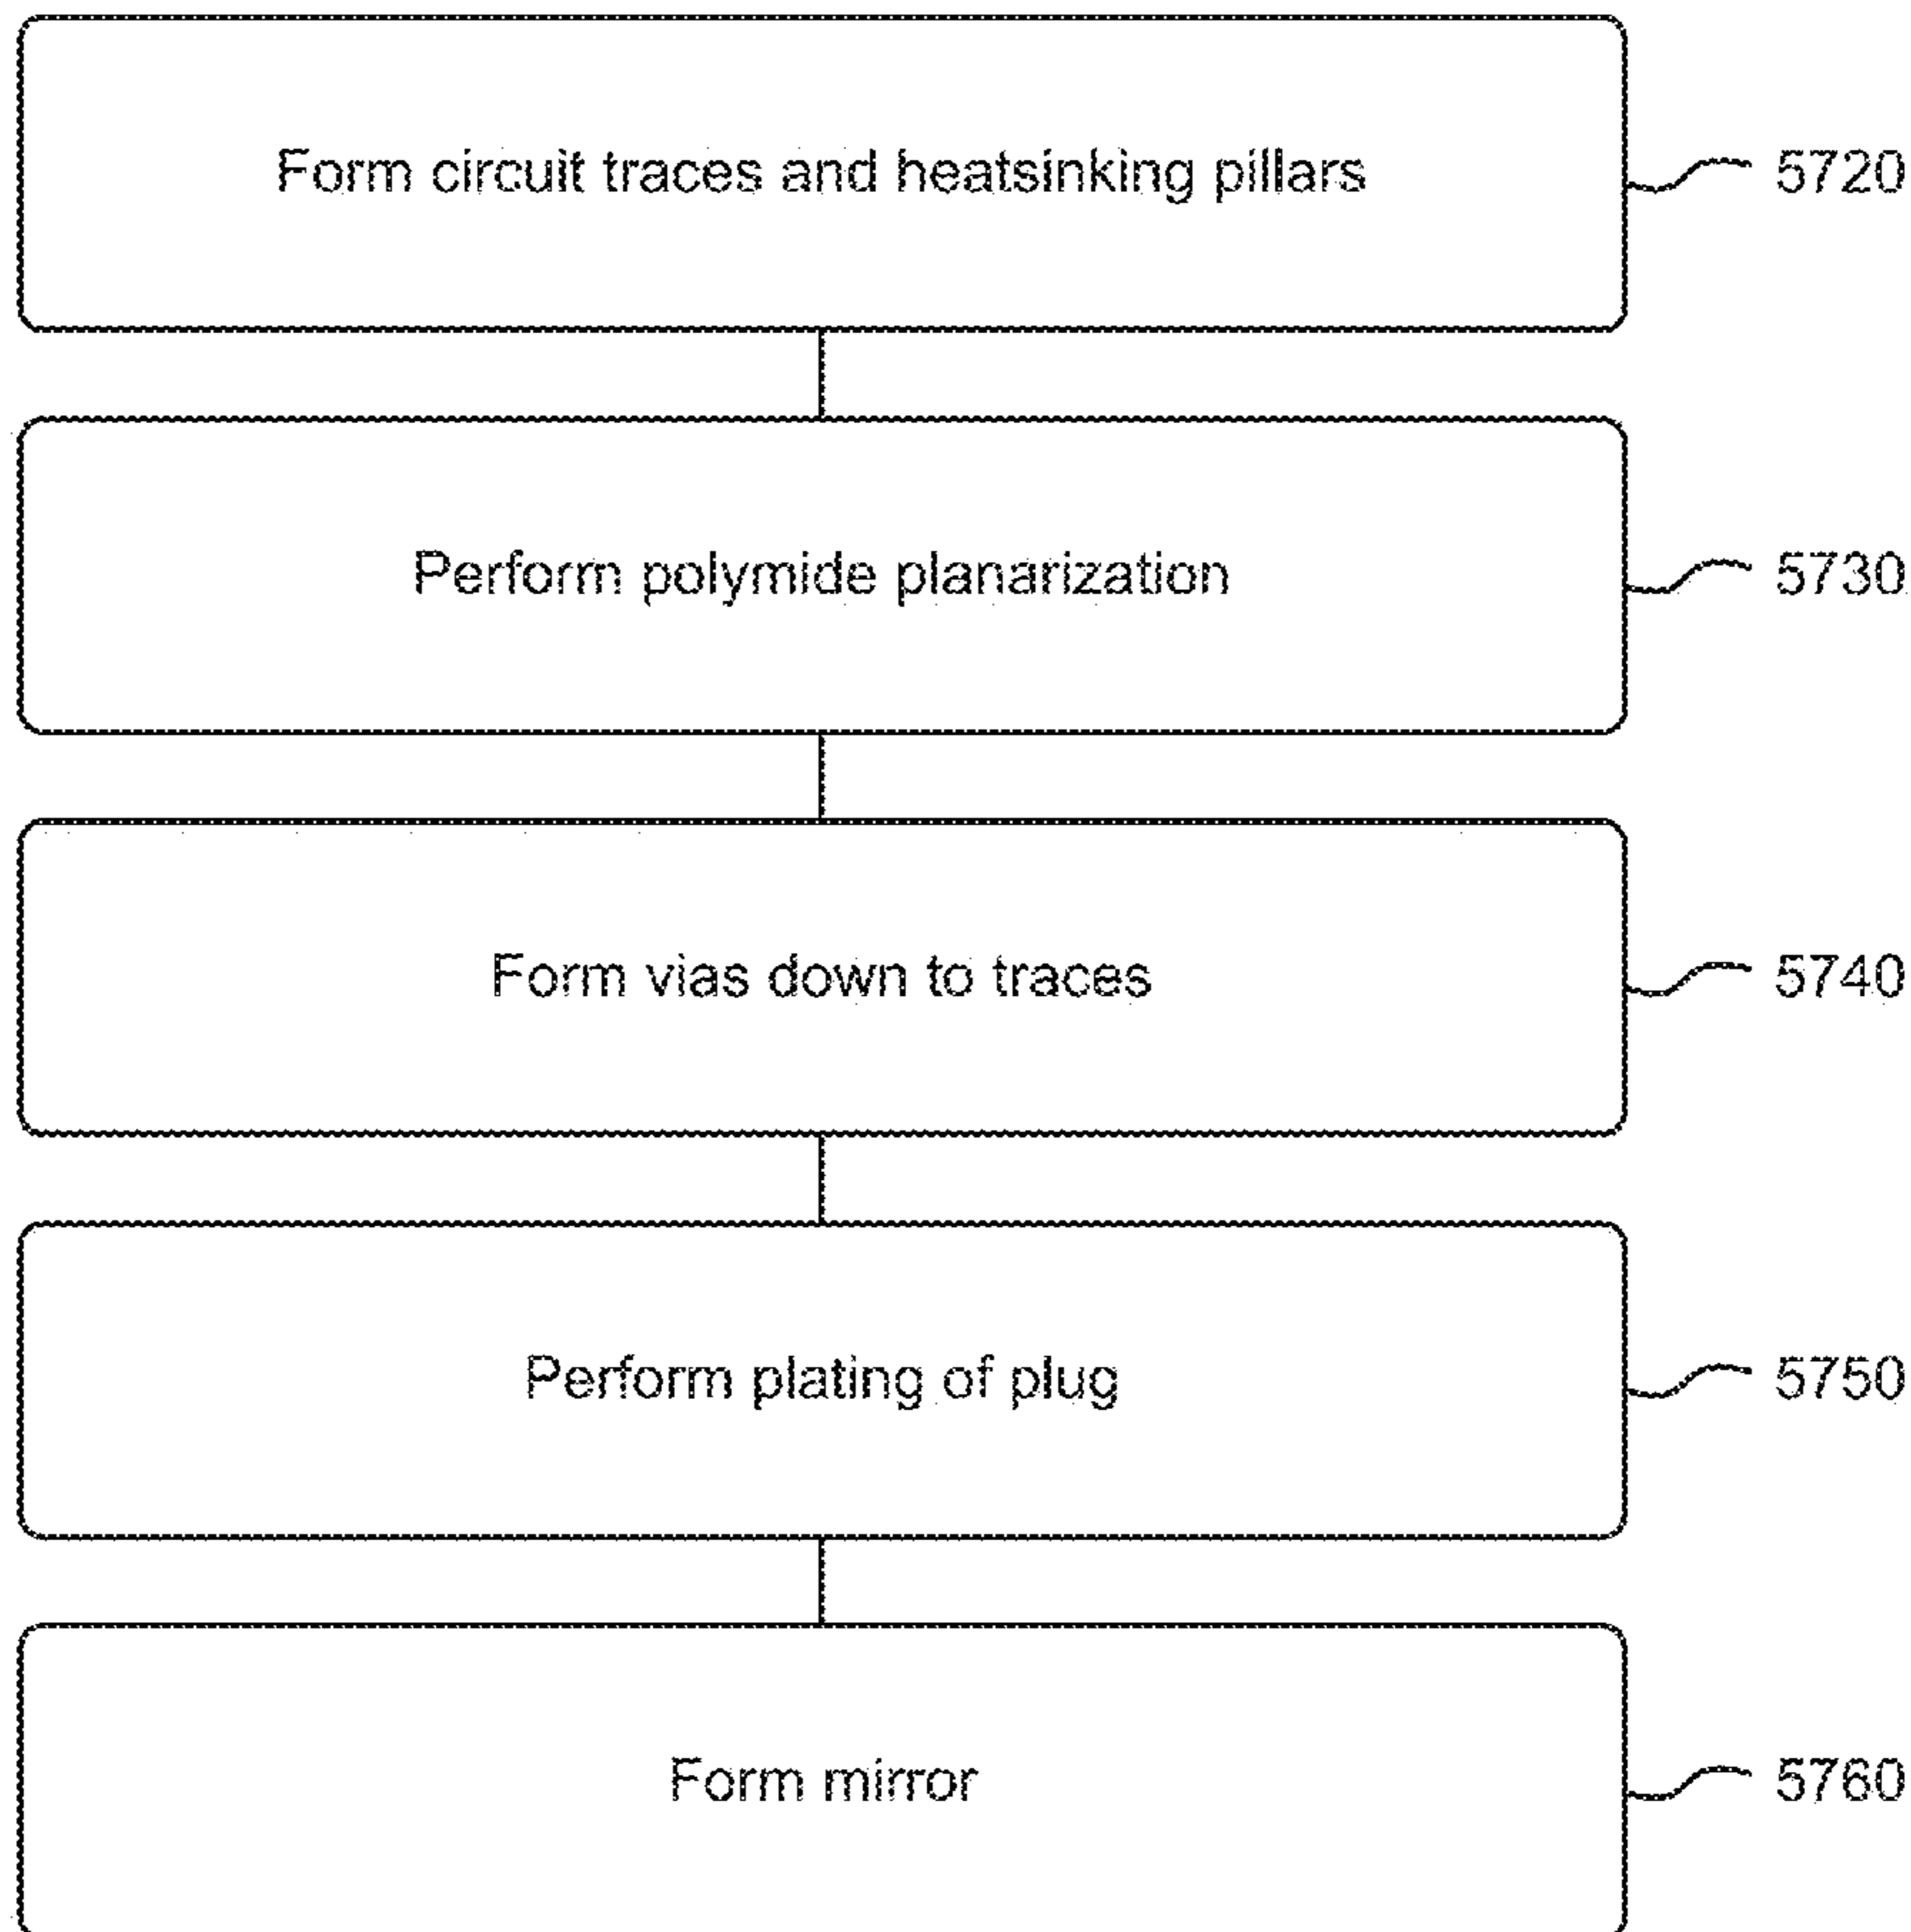 Form circuit traces and heatsinking pillars 5720
Perform polymide planarization 5730
Form vias down to traces 5740
Perform plating of plug 5750
Form mirror 5760